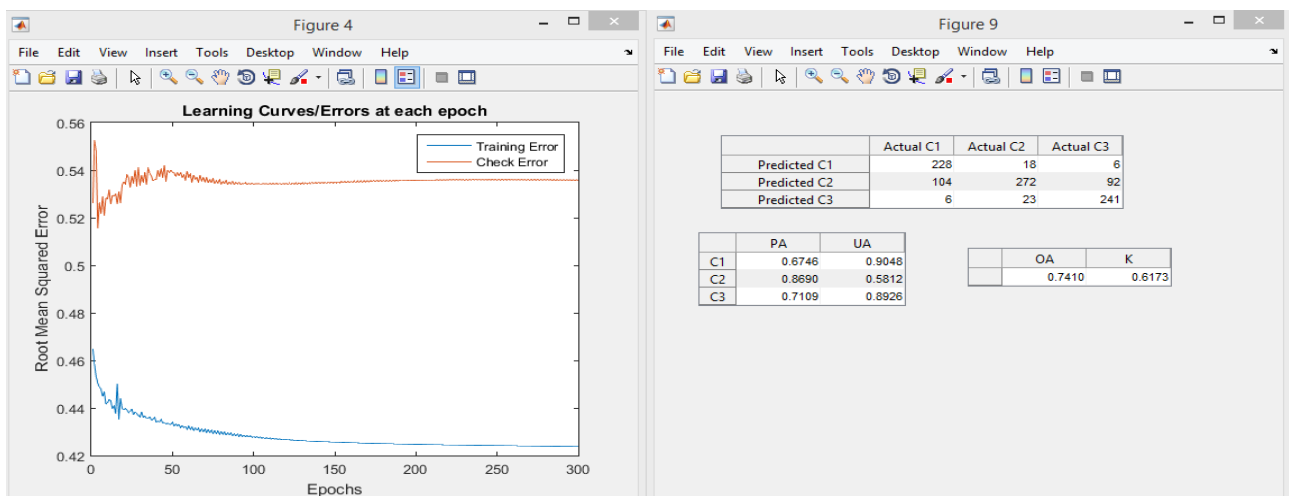 Figure 4
File Edit View Insert Tools Desktop Window Help
Learning Curves/Errors at each epoch
Training Error
Check Error
Root Mean Squared Error
0.56
0.54
0.52
0.5
0.48
0.46
0.44
0.42
0 50 100 150 200 250 300
Epochs
Figure 9
File Edit View Insert Tools Desktop Window Help
Actual C1 Actual C2 Actual C3
Predicted C1 228 18 6
Predicted C2 104 272 92
Predicted C3 6 23 241
PA UA
C1 0.6746 0.9048
C2 0.8690 0.5812
C3 0.7109 0.8926
OA K
0.7410 0.6173